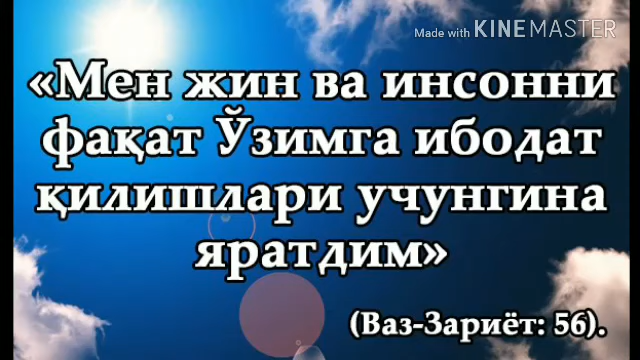 Made with KINEMASTER
«Мен жин ва инсонни
фақат Ўзимга ибодат
қилишлари учунгина
яратдим»
(Ваз-Зариёт: 56).